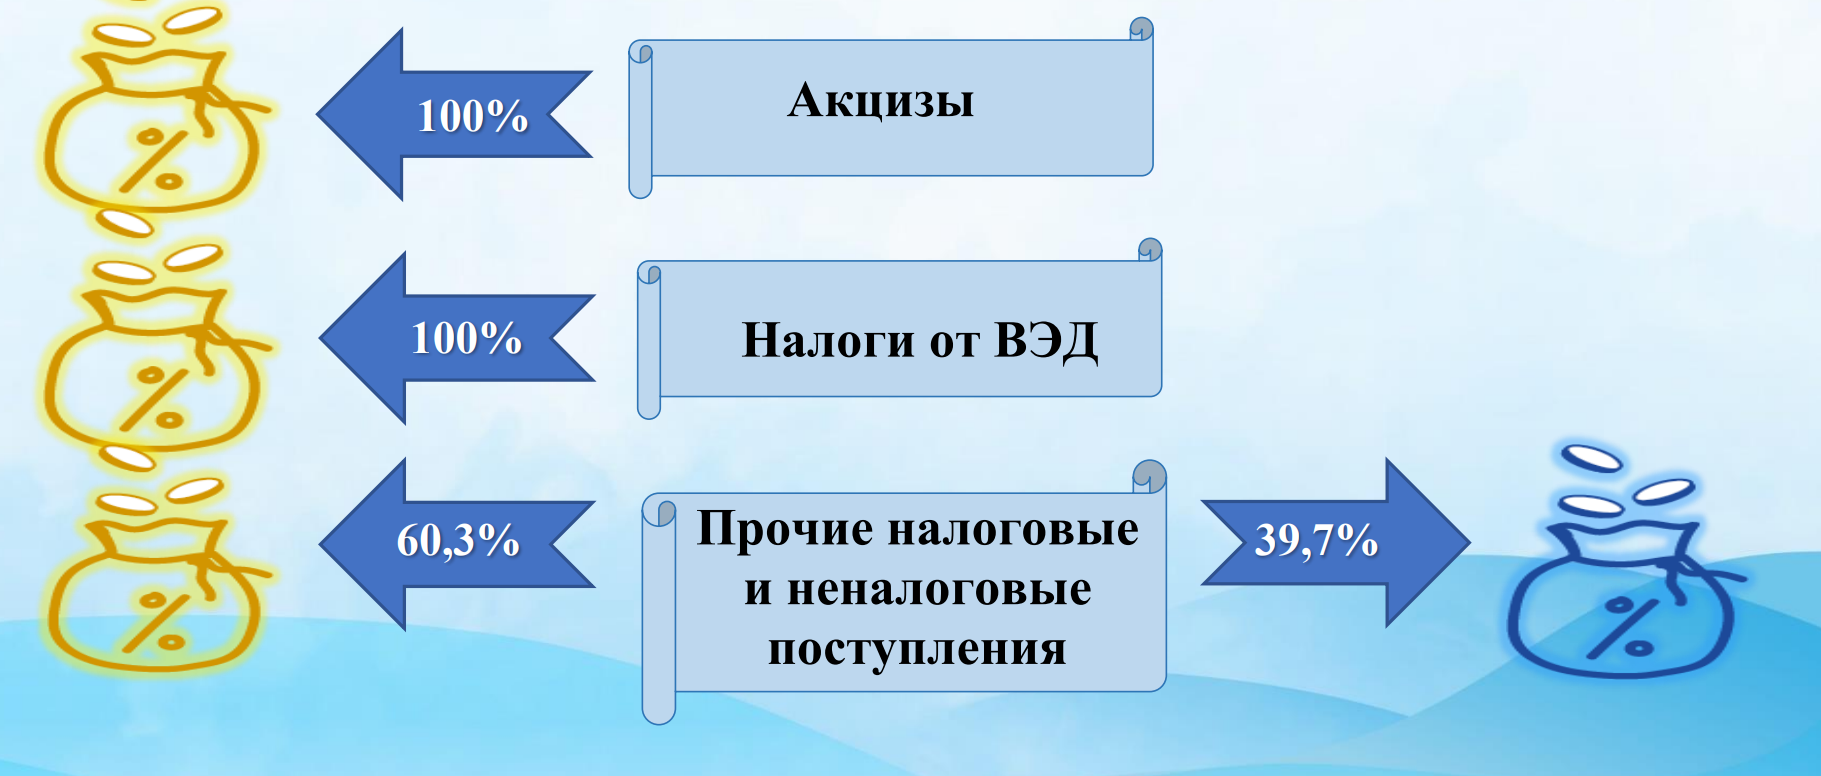 100%
Акцизы
100%
Налоги от ВЭД
60,3%
Прочие налоговые
и неналоговые
поступления
39,7%